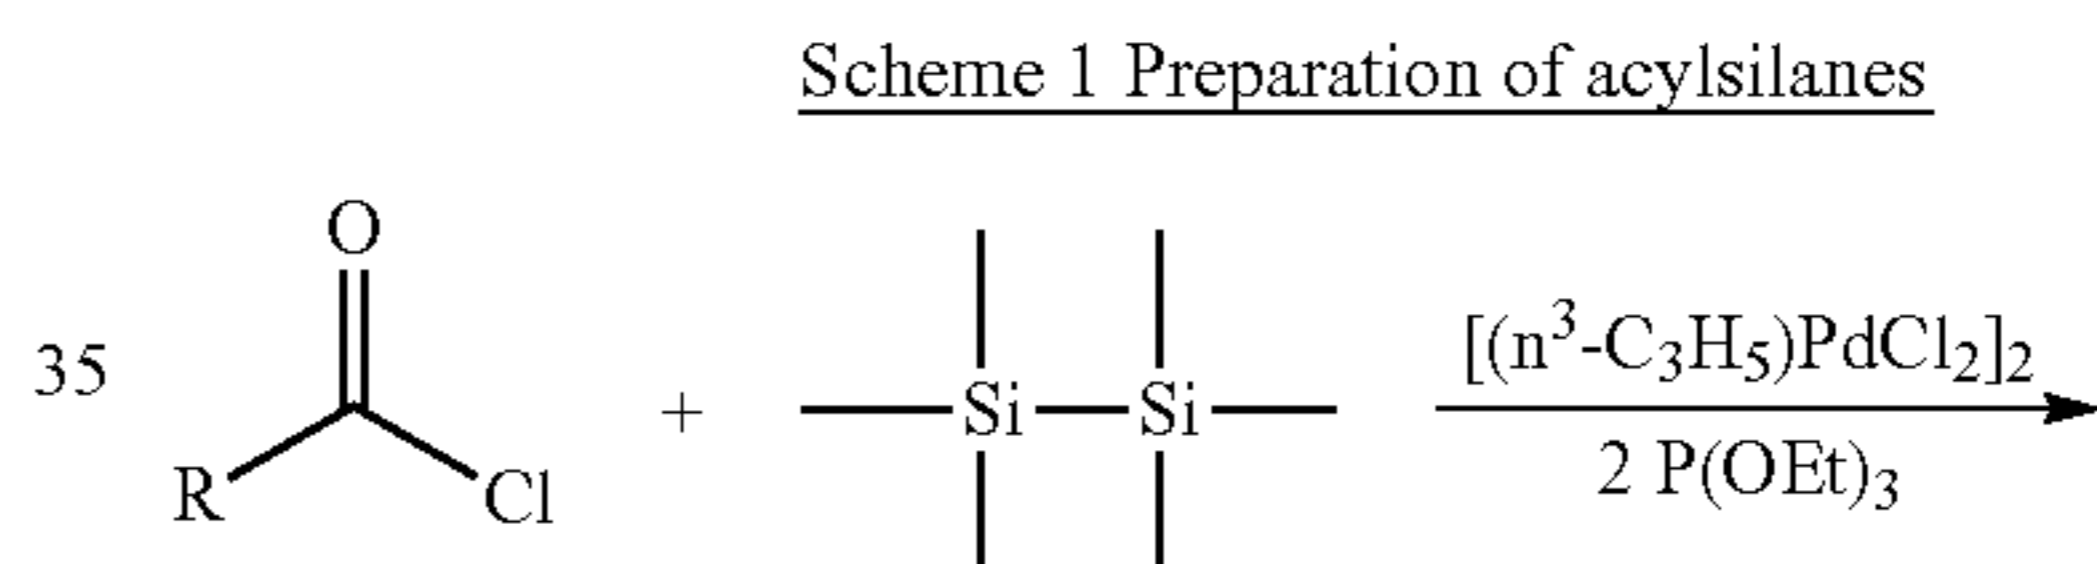 Scheme 1 Preparation of acylsilanes
O
[(n³-C₃H₅)PdCl₂]₂
35
+
Si Si
2 P(OEt)₃
R
Cl